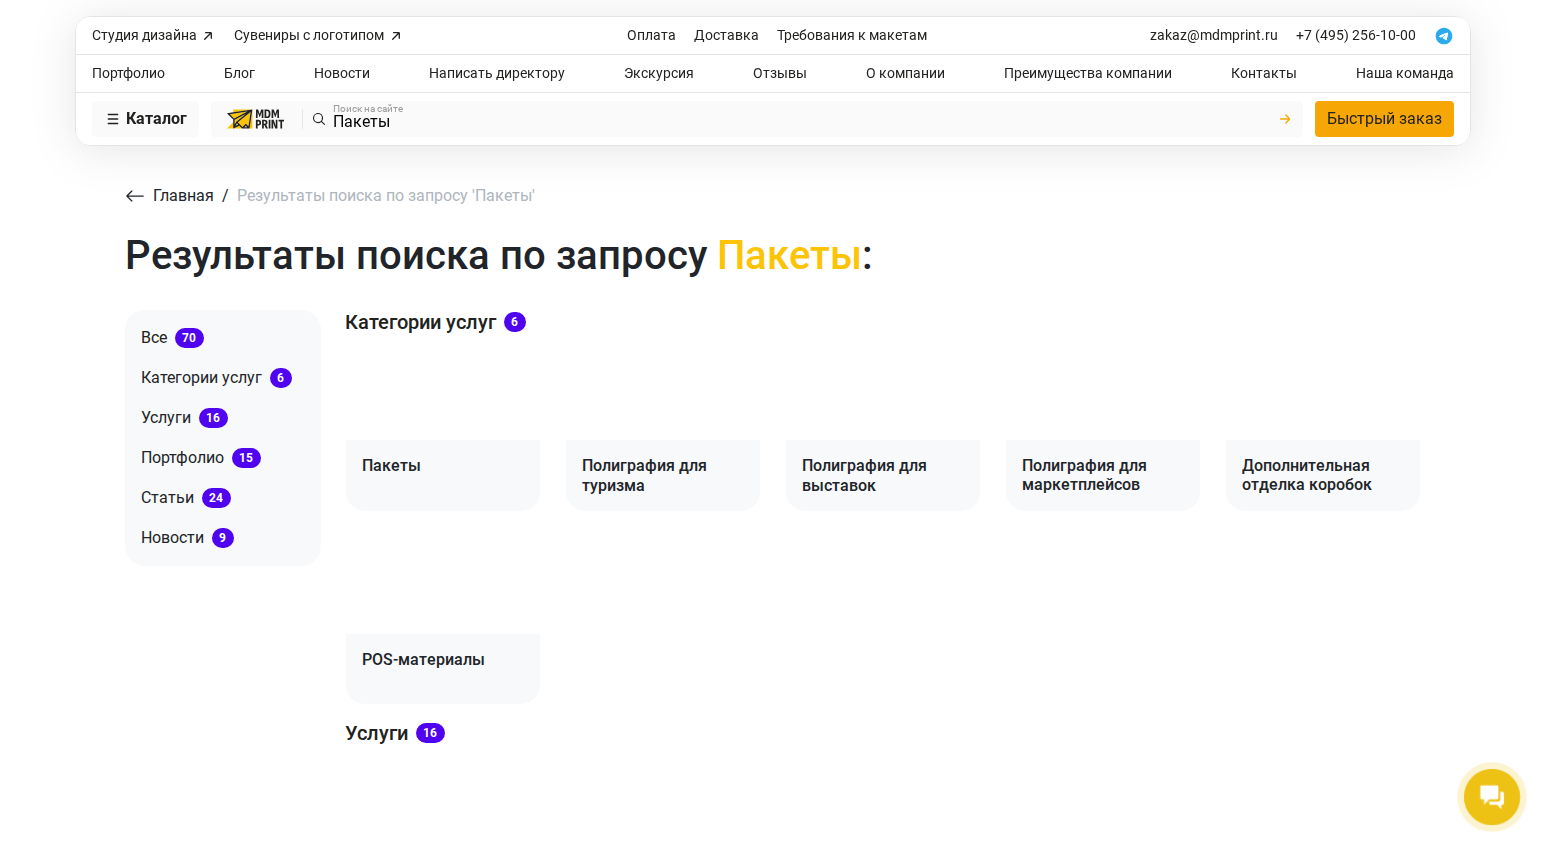 Студия дизайна
Сувениры с логотипом
Оплата
Доставка
Требования к макетам
zakaz@mdmprint.ru
+7 (495) 256-10-00
Портфолио
Блог
Новости
Написать директору
Экскурсия
Отзывы
О компании
Преимущества компании
Контакты
Наша команда
Каталог
MDM
PRINT
Поиск на сайте
Пакеты
Быстрый заказ
Главная / Результаты поиска по запросу 'Пакеты'
Результаты поиска по запросу Пакеты:
Все 70
Категории услуг 6
Услуги 16
Портфолио 15
Статьи 24
Новости 9
Категории услуг 6
Пакеты
Полиграфия для
туризма
Полиграфия для
выставок
Полиграфия для
маркетплейсов
Дополнительная
отделка коробок
POS-материалы
Услуги 16